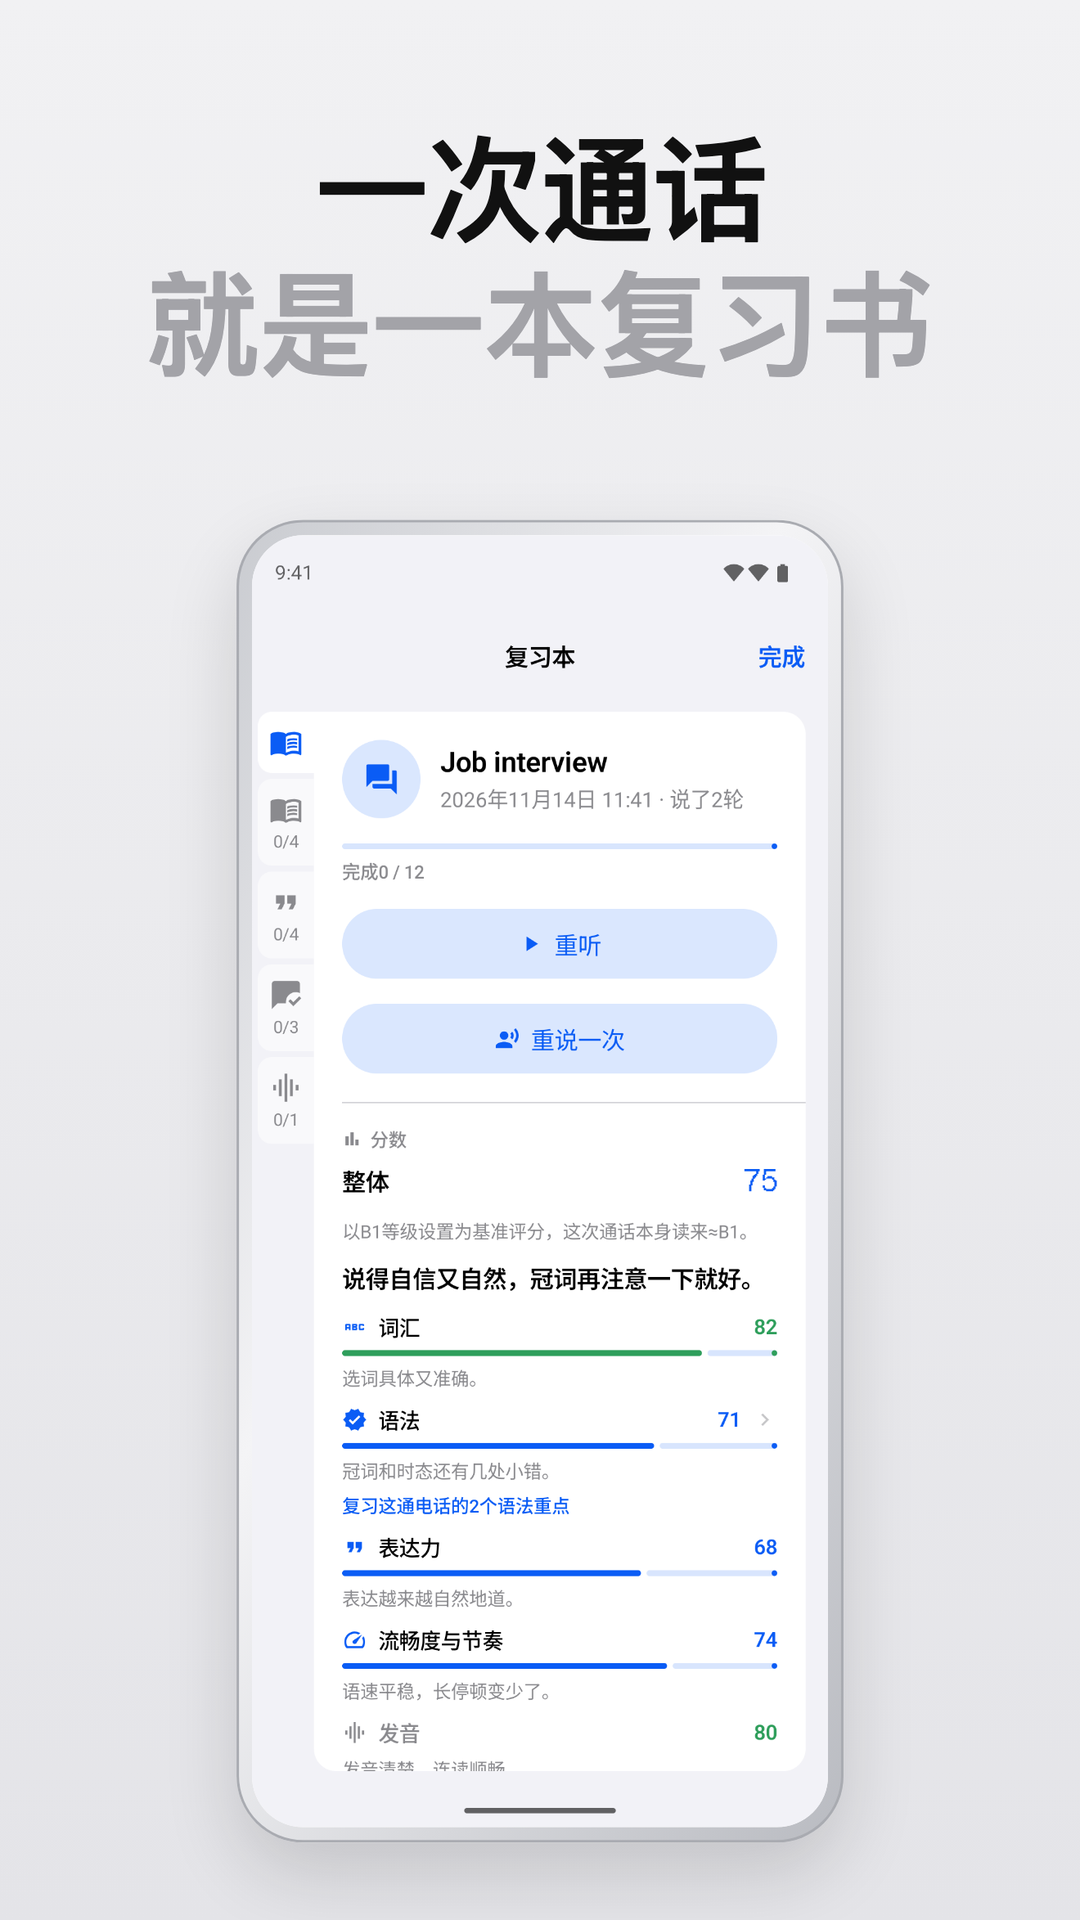 一次通话
就是一本复习书
9:41
复习本
完成
Job interview
2026年11月14日 11:41 · 说了2轮
完成0 / 12
0/4
0/4
0/3
0/1
重听
重说一次
分数
整体
75
以B1等级设置为基准评分，这次通话本身读来≈B1。
说得自信又自然，冠词再注意一下就好。
ABC 词汇
82
选词具体又准确。
语法
71
冠词和时态还有几处小错。
复习这通电话的2个语法重点
表达力
68
表达越来越自然地道。
流畅度与节奏
74
语速平稳，长停顿变少了。
发音
80
发音清楚，连读顺畅